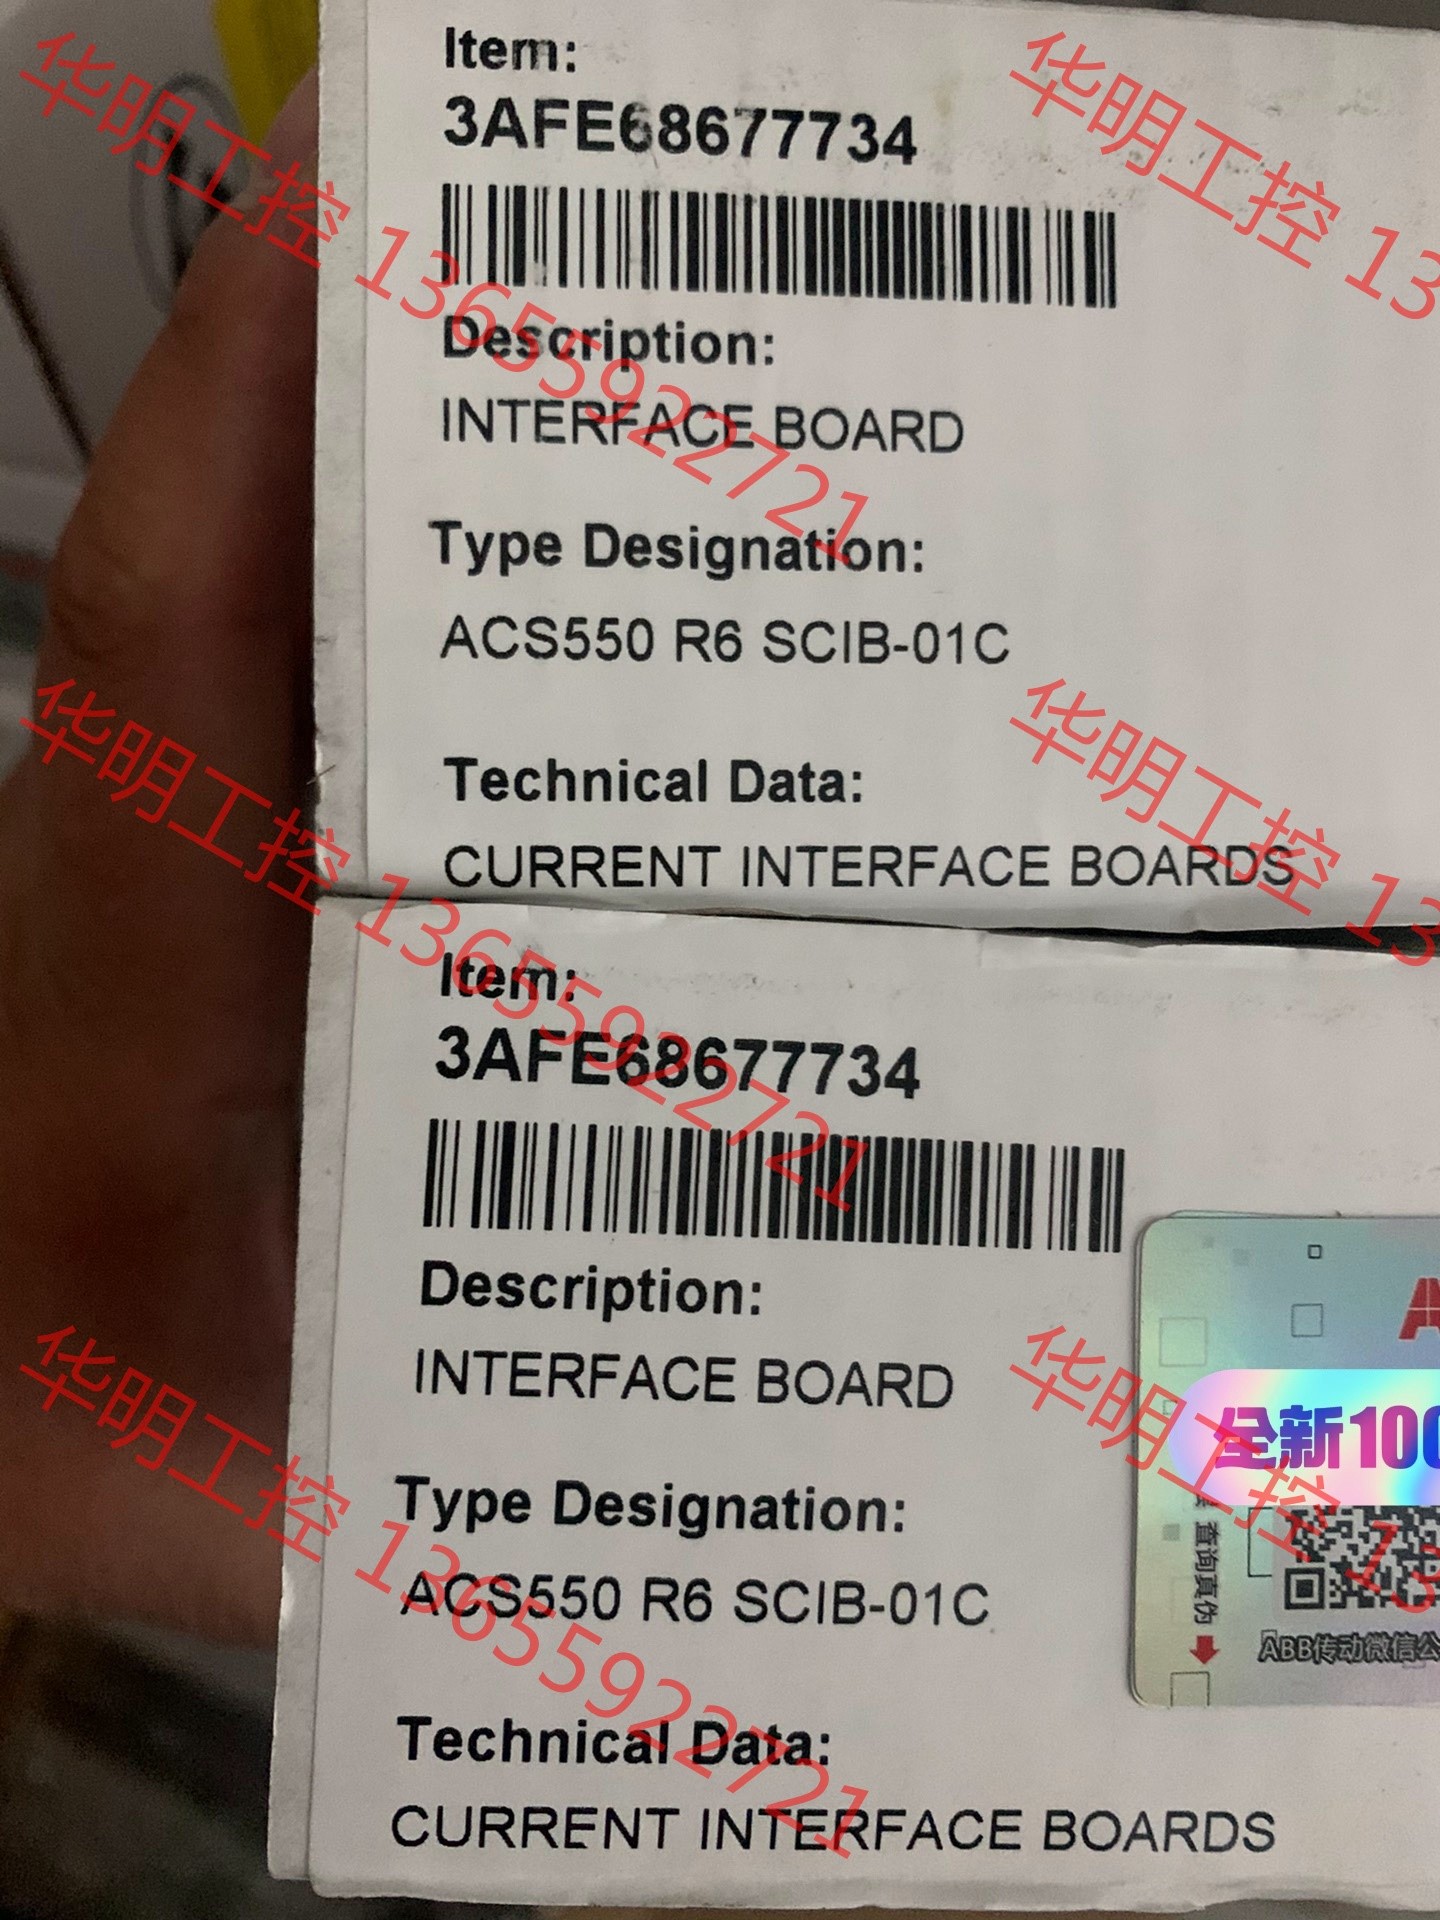 Item:
3AFE68677734
Description:
INTERFACE BOARD
Type Designation:
ACS550 R6 SCIB-01C
Technical Data:
CURRENT INTERFACE BOARDS
Item:
3AFE68677734
Description:
INTERFACE BOARD
Type Designation:
ACS550 R6 SCIB-01C
Technical Data:
CURRENT INTERFACE BOARDS
全新100
查询真伪
ABB传动微信公
华明工控 13655922721
华明工控 13
华明工控 13655922721
华明工控 13
华明工控 13655922721
华明工控 13